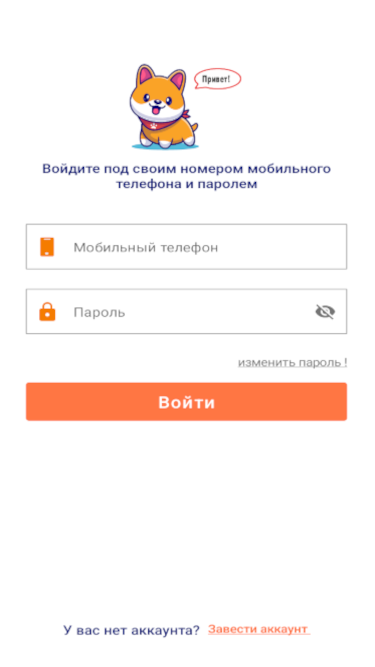 Привет!
Войдите под своим номером мобильного
телефона и паролем
Мобильный телефон
Пароль
изменить пароль !
Войти
У вас нет аккаунта? Завести аккаунт